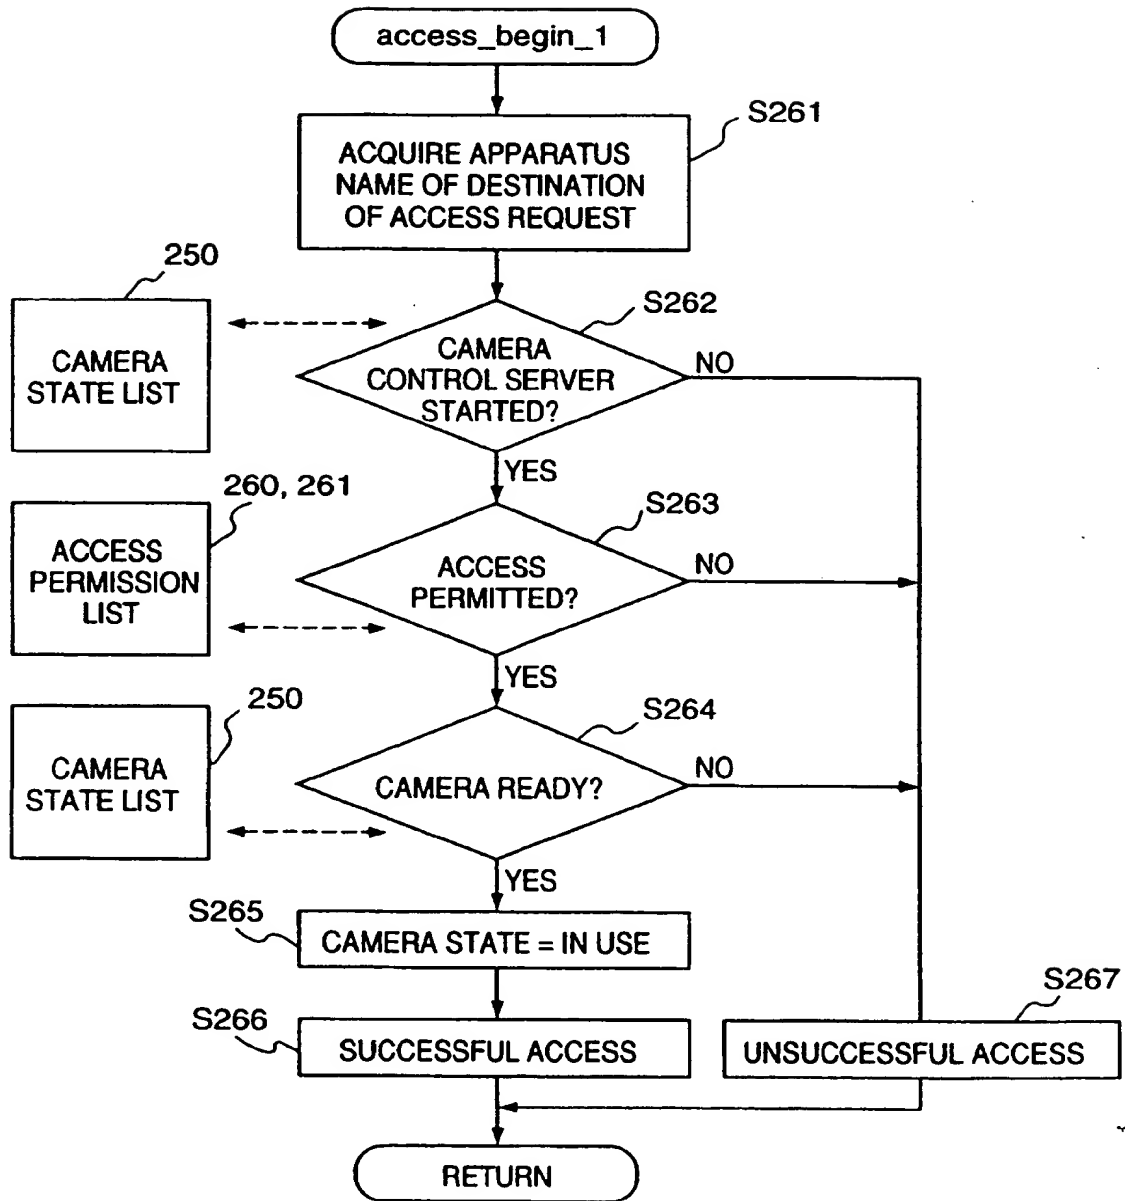 access_begin_1
S261
ACQUIRE APPARATUS
NAME OF DESTINATION
OF ACCESS REQUEST
250
S262
CAMERA
STATE LIST
CAMERA
CONTROL SERVER
STARTED?
NO
YES
260, 261
S263
ACCESS
PERMISSION
LIST
ACCESS
PERMITTED?
NO
YES
250
S264
CAMERA
STATE LIST
CAMERA READY?
NO
YES
S265
CAMERA STATE = IN USE
S266
SUCCESSFUL ACCESS
S267
UNSUCCESSFUL ACCESS
RETURN